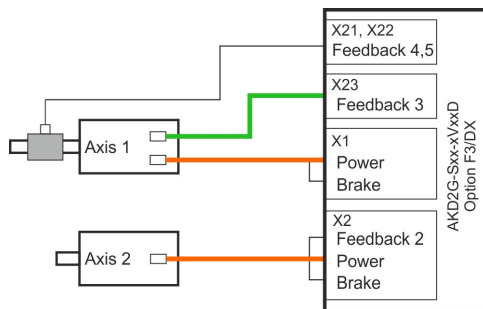 X21, X22
Feedback 4,5
X23
Feedback 3
Axis 1
X1
Power
Brake
X2
Feedback 2
Axis 2
Power
Brake
AKD2G-Sxx-xVxxD
Option F3/DX